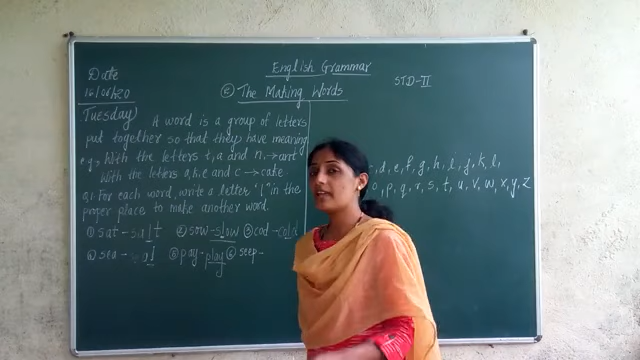 English Grammar
Date
16/06/20
STD-II
The Making Words
Tuesday) A word is a group of letters
put together so that they have meaning
e.g. With the letters t, a and n,→ant
With the letters a, b, e and c →
Q1. For each word, write a letter 'l' in the
proper place to make another word.
① sat - salt ② sow - slow ③ cod - cold
④ sea - al ⑤ pay - play ⑥ seep -
d, e, f, g, h, i, j, k, l,
o, p, q, r, s, t, u, v, w, x, y, z